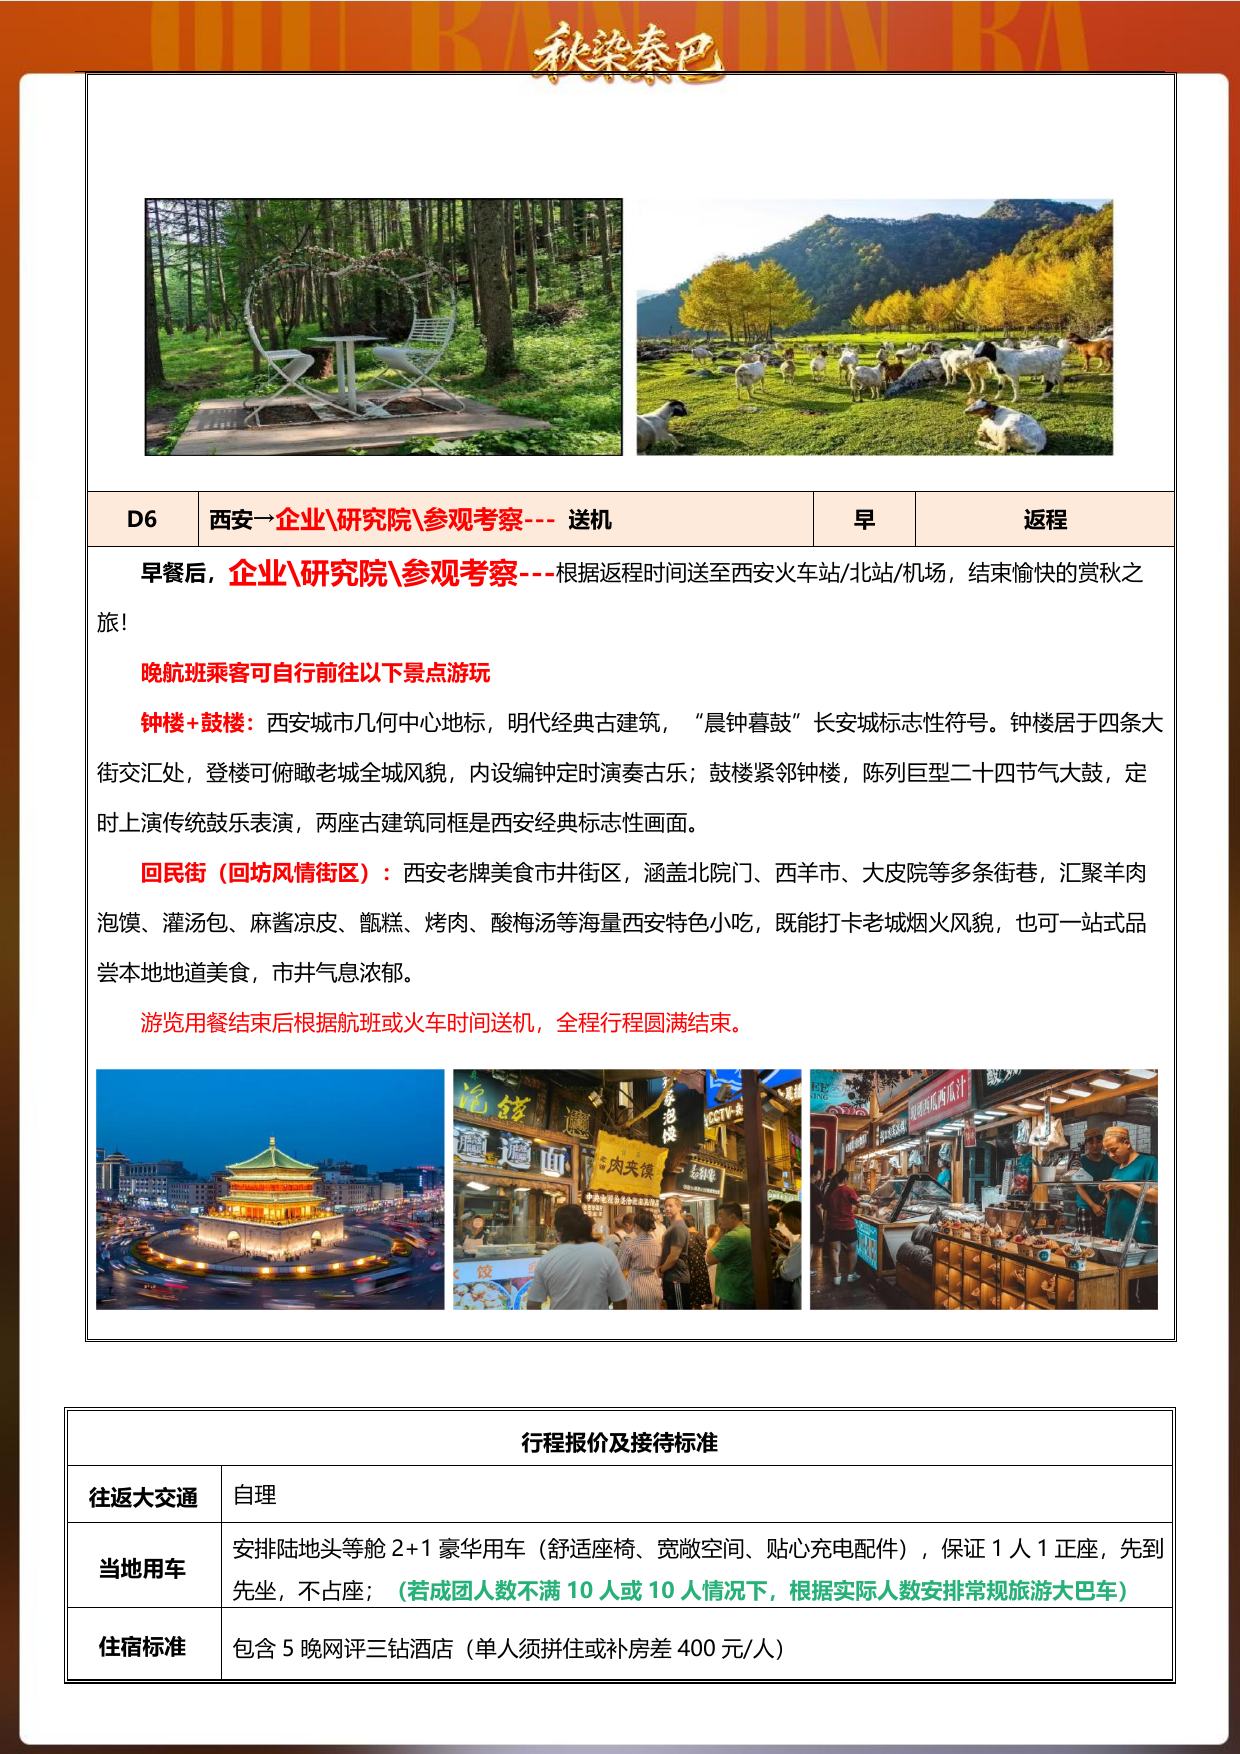 秋染秦巴
D6 西安→企业\研究院\参观考察--- 送机 早 返程
早餐后，企业\研究院\参观考察---根据返程时间送至西安火车站/北站/机场，结束愉快的赏秋之
旅！
晚航班乘客可自行前往以下景点游玩
钟楼+鼓楼：西安城市几何中心地标，明代经典古建筑，“晨钟暮鼓”长安城标志性符号。钟楼居于四条大
街交汇处，登楼可俯瞰老城全城风貌，内设编钟定时演奏古乐；鼓楼紧邻钟楼，陈列巨型二十四节气大鼓，定
时上演传统鼓乐表演，两座古建筑同框是西安经典标志性画面。
回民街（回坊风情街区）：西安老牌美食市井街区，涵盖北院门、西羊市、大皮院等多条街巷，汇聚羊肉
泡馍、灌汤包、麻酱凉皮、甑糕、烤肉、酸梅汤等海量西安特色小吃，既能打卡老城烟火风貌，也可一站式品
尝本地地道美食，市井气息浓郁。
游览用餐结束后根据航班或火车时间送机，全程行程圆满结束。
泡馍
肉夹馍
面
CCTV
行程报价及接待标准
往返大交通 自理
当地用车 安排陆地头等舱 2+1 豪华用车（舒适座椅、宽敞空间、贴心充电配件），保证 1 人 1 正座，先到
先坐，不占座；（若成团人数不满 10 人或 10 人情况下，根据实际人数安排常规旅游大巴车）
住宿标准 包含 5 晚网评三钻酒店（单人须拼住或补房差 400 元/人）